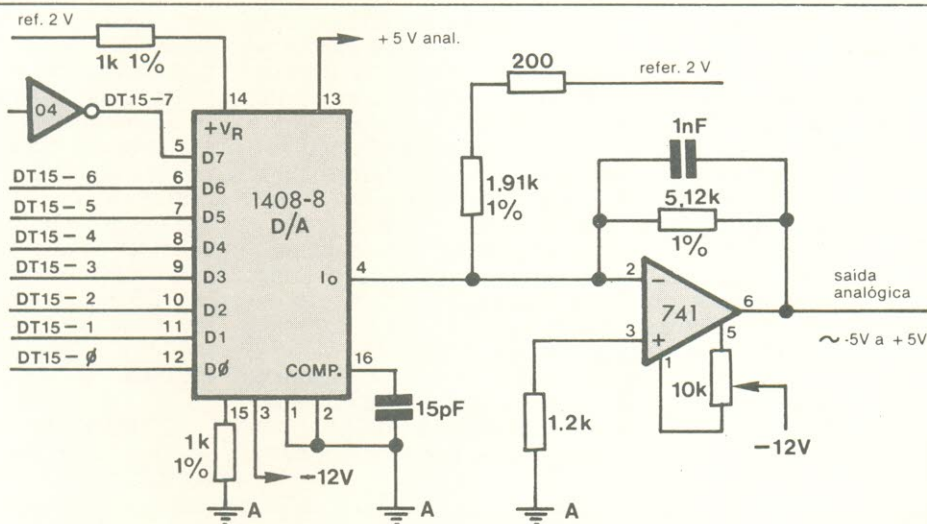 ref. 2 V
1k 1%
+ 5 V anal.
200
refer. 2 V
04
DT15-7
14
13
1nF
5
+VR
D7
1.91k
1%
5,12k
1%
DT15- 6
6
D6
1408-8
D/A
DT15- 5
7
D5
DT15- 4
8
D4
DT15- 3
9
D3
Io
4
2
−
741
6
saída
analógica
DT15- 2
10
D2
DT15- 1
11
D1
3
+
5
~ -5V a + 5V
DT15- ø
12
Dø
COMP.
16
1
10k
15
3
1
2
15pF
1.2k
−12V
1k
1%
−12V
A
A
A